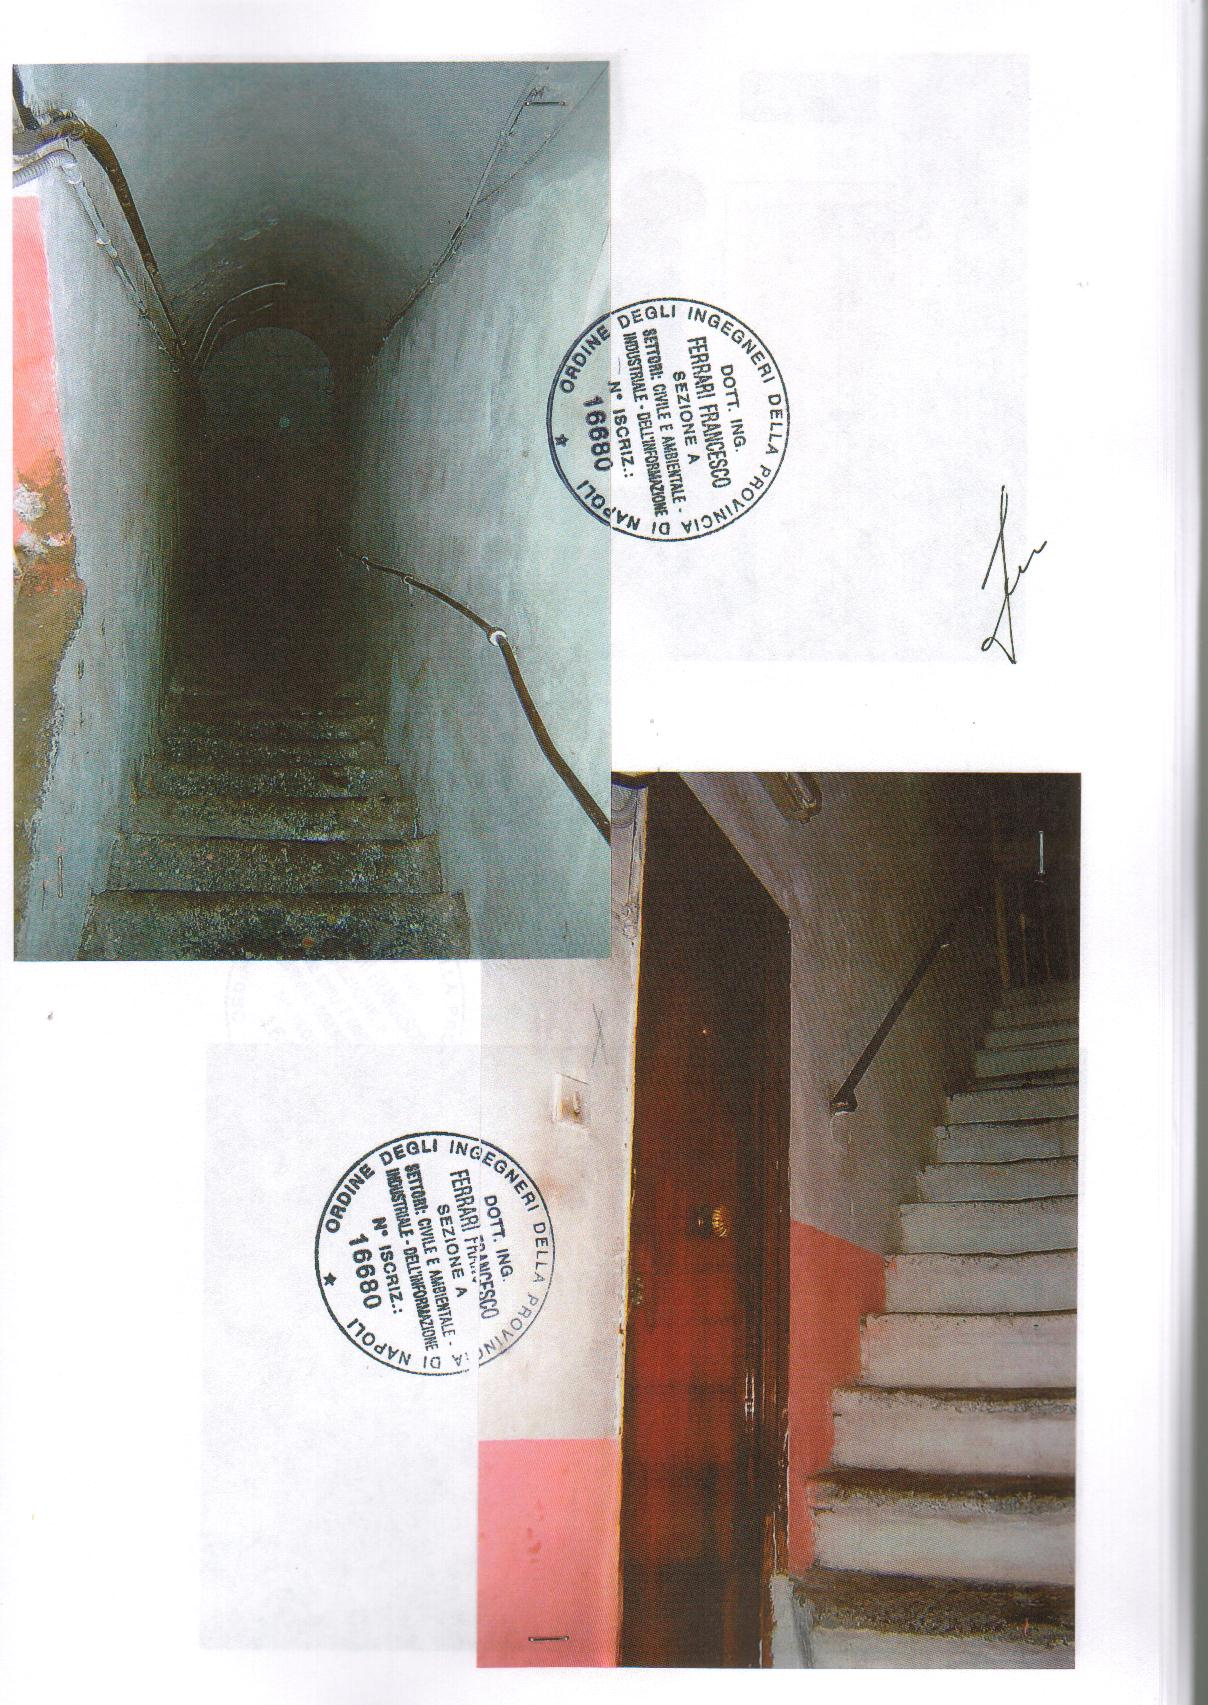 ORDINE DEGLI INGEGNERI DELLA PROVINCIA DI NAPOLI
DOTT. ING.
FERRARI FRANCESCO
SEZIONE A
SETTORI: CIVILE E AMBIENTALE -
INDUSTRIALE - DELL'INFORMAZIONE
N° ISCRIZ.:
16680
ORDINE DEGLI INGEGNERI DELLA PROVINCIA DI NAPOLI
DOTT. ING.
FERRARI FRANCESCO
SEZIONE A
SETTORI: CIVILE E AMBIENTALE -
INDUSTRIALE - DELL'INFORMAZIONE
N° ISCRIZ.:
16680